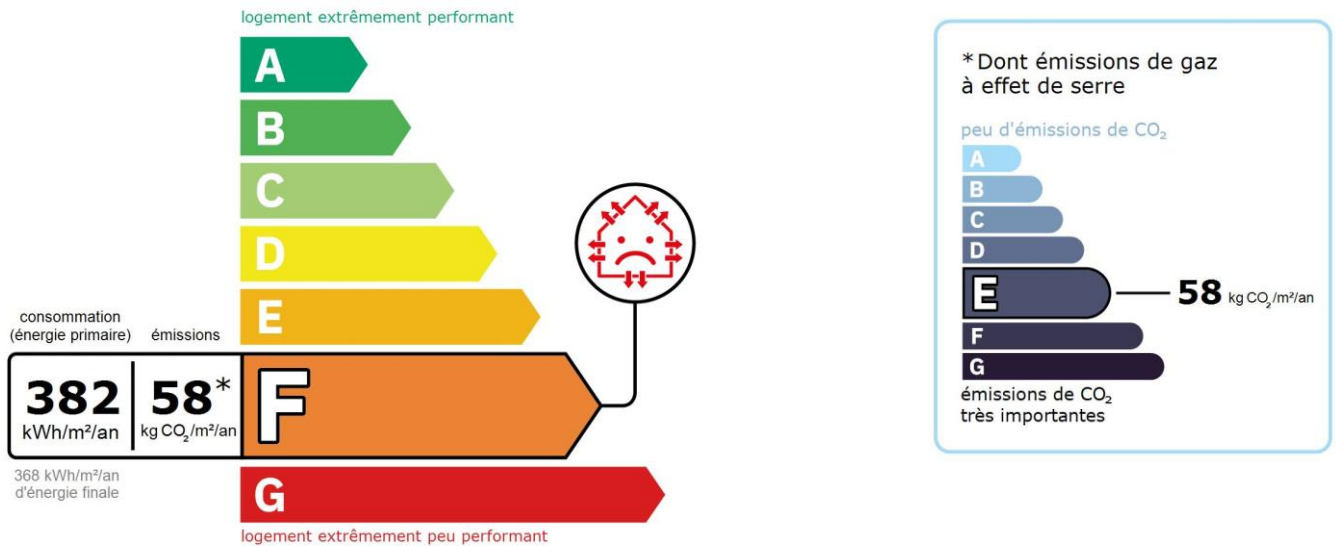 logement extrêmement performant
A
B
C
D
E
consommation
(énergie primaire)
émissions
382
kWh/m²/an
58*
kg CO₂/m²/an
F
368 kWh/m²/an
d'énergie finale
G
logement extrêmement peu performant
*Dont émissions de gaz
à effet de serre
peu d'émissions de CO₂
A
B
C
D
E
58 kg CO₂/m²/an
F
G
émissions de CO₂
très importantes